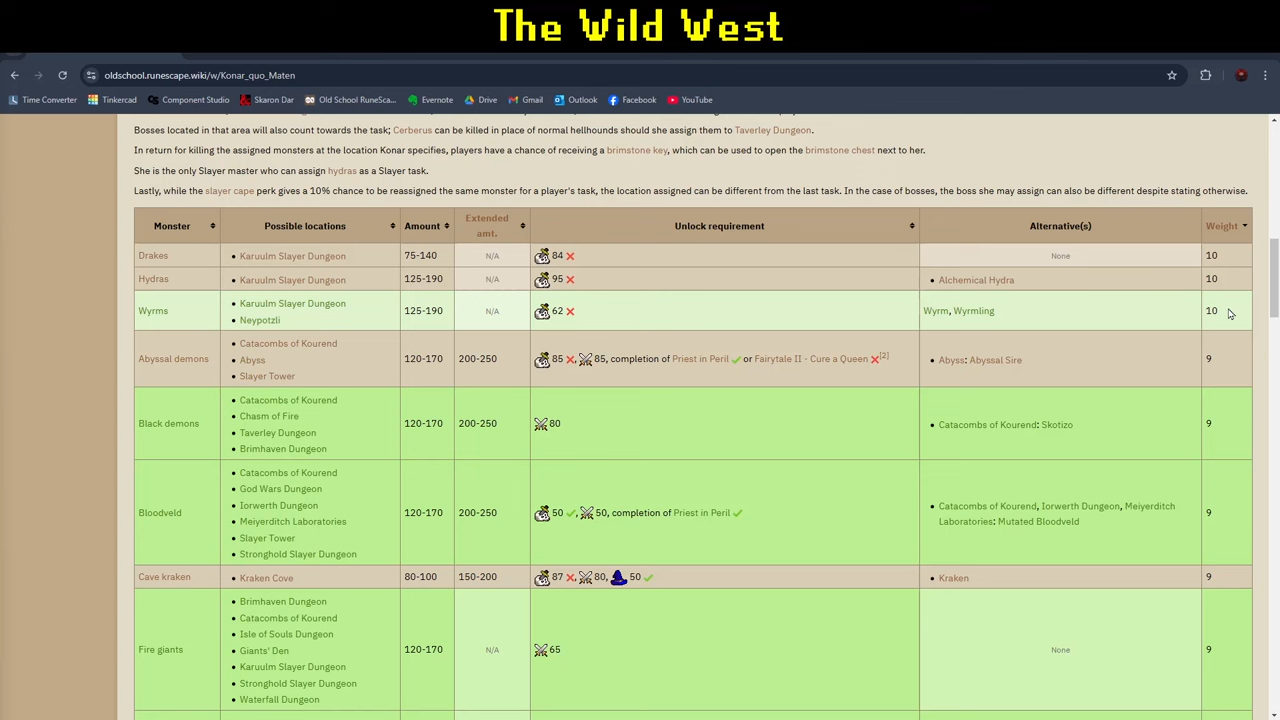 The Wild West
oldschool.runescape.wiki/w/Konar_quo_Maten
Time Converter Tinkercad Component Studio Skaron Dar Old School RuneSca... Evernote Drive Gmail Outlook Facebook YouTube
Bosses located in that area will also count towards the task; Cerberus can be killed in place of normal hellhounds should she assign them to Taverley Dungeon.
In return for killing the assigned monsters at the location Konar specifies, players have a chance of receiving a brimstone key, which can be used to open the brimstone chest next to her.
She is the only Slayer master who can assign hydras as a Slayer task.
Lastly, while the slayer cape perk gives a 10% chance to be reassigned the same monster for a player's task, the location assigned can be different from the last task. In the case of bosses, the boss she may assign can also be different despite stating otherwise.
Monster Possible locations Amount Extended amt. Unlock requirement Alternative(s) Weight
Drakes • Karuulm Slayer Dungeon 75-140 N/A 84 None 10
Hydras • Karuulm Slayer Dungeon 125-190 N/A 95 • Alchemical Hydra 10
Wyrms • Karuulm Slayer Dungeon 125-190 N/A 62 Wyrm, Wyrmling 10
• Neypotzli
Abyssal demons • Catacombs of Kourend 120-170 200-250 85, 85, completion of Priest in Peril or Fairytale II - Cure a Queen [2] • Abyss: Abyssal Sire 9
• Abyss
• Slayer Tower
Black demons • Catacombs of Kourend 120-170 200-250 80 • Catacombs of Kourend: Skotizo 9
• Chasm of Fire
• Taverley Dungeon
• Brimhaven Dungeon
Bloodveld • Catacombs of Kourend 120-170 200-250 50, 50, completion of Priest in Peril • Catacombs of Kourend, Iorwerth Dungeon, Meiyerditch Laboratories: Mutated Bloodveld 9
• God Wars Dungeon
• Iorwerth Dungeon
• Meiyerditch Laboratories
• Slayer Tower
• Stronghold Slayer Dungeon
Cave kraken • Kraken Cove 80-100 150-200 87, 80, 50 • Kraken 9
Fire giants • Brimhaven Dungeon 120-170 N/A 65 None 9
• Catacombs of Kourend
• Isle of Souls Dungeon
• Giants' Den
• Karuulm Slayer Dungeon
• Stronghold Slayer Dungeon
• Waterfall Dungeon